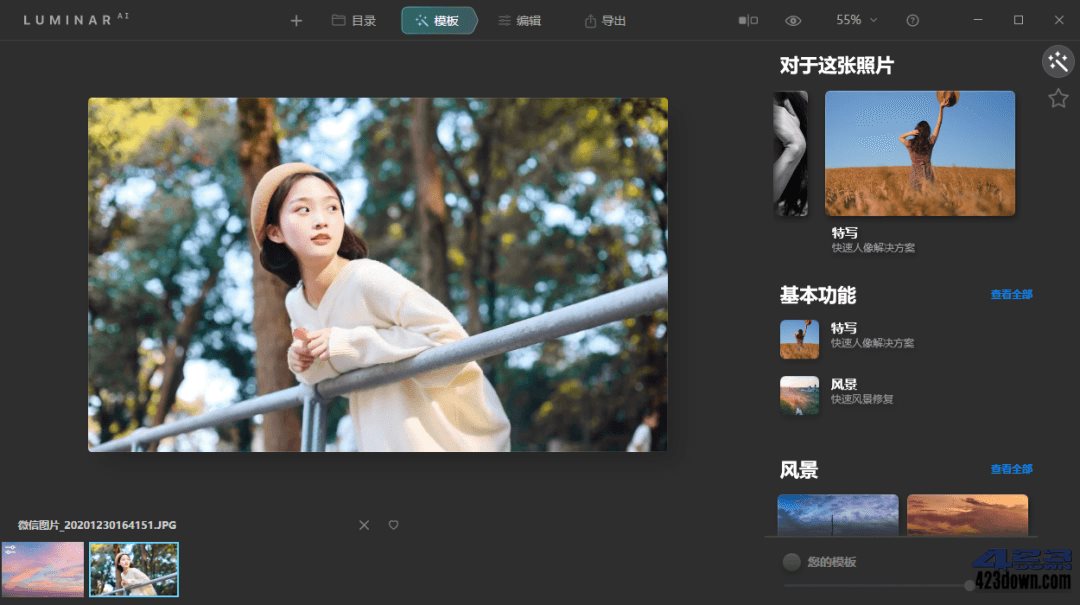 LUMINAR AI
目录
模板
编辑
导出
55%
对于这张照片
特写
快速人像解决方案
基本功能
查看全部
特写
快速人像解决方案
风景
快速风景修复
风景
查看全部
微信图片_20201230164151.JPG
您的模板
423down.com